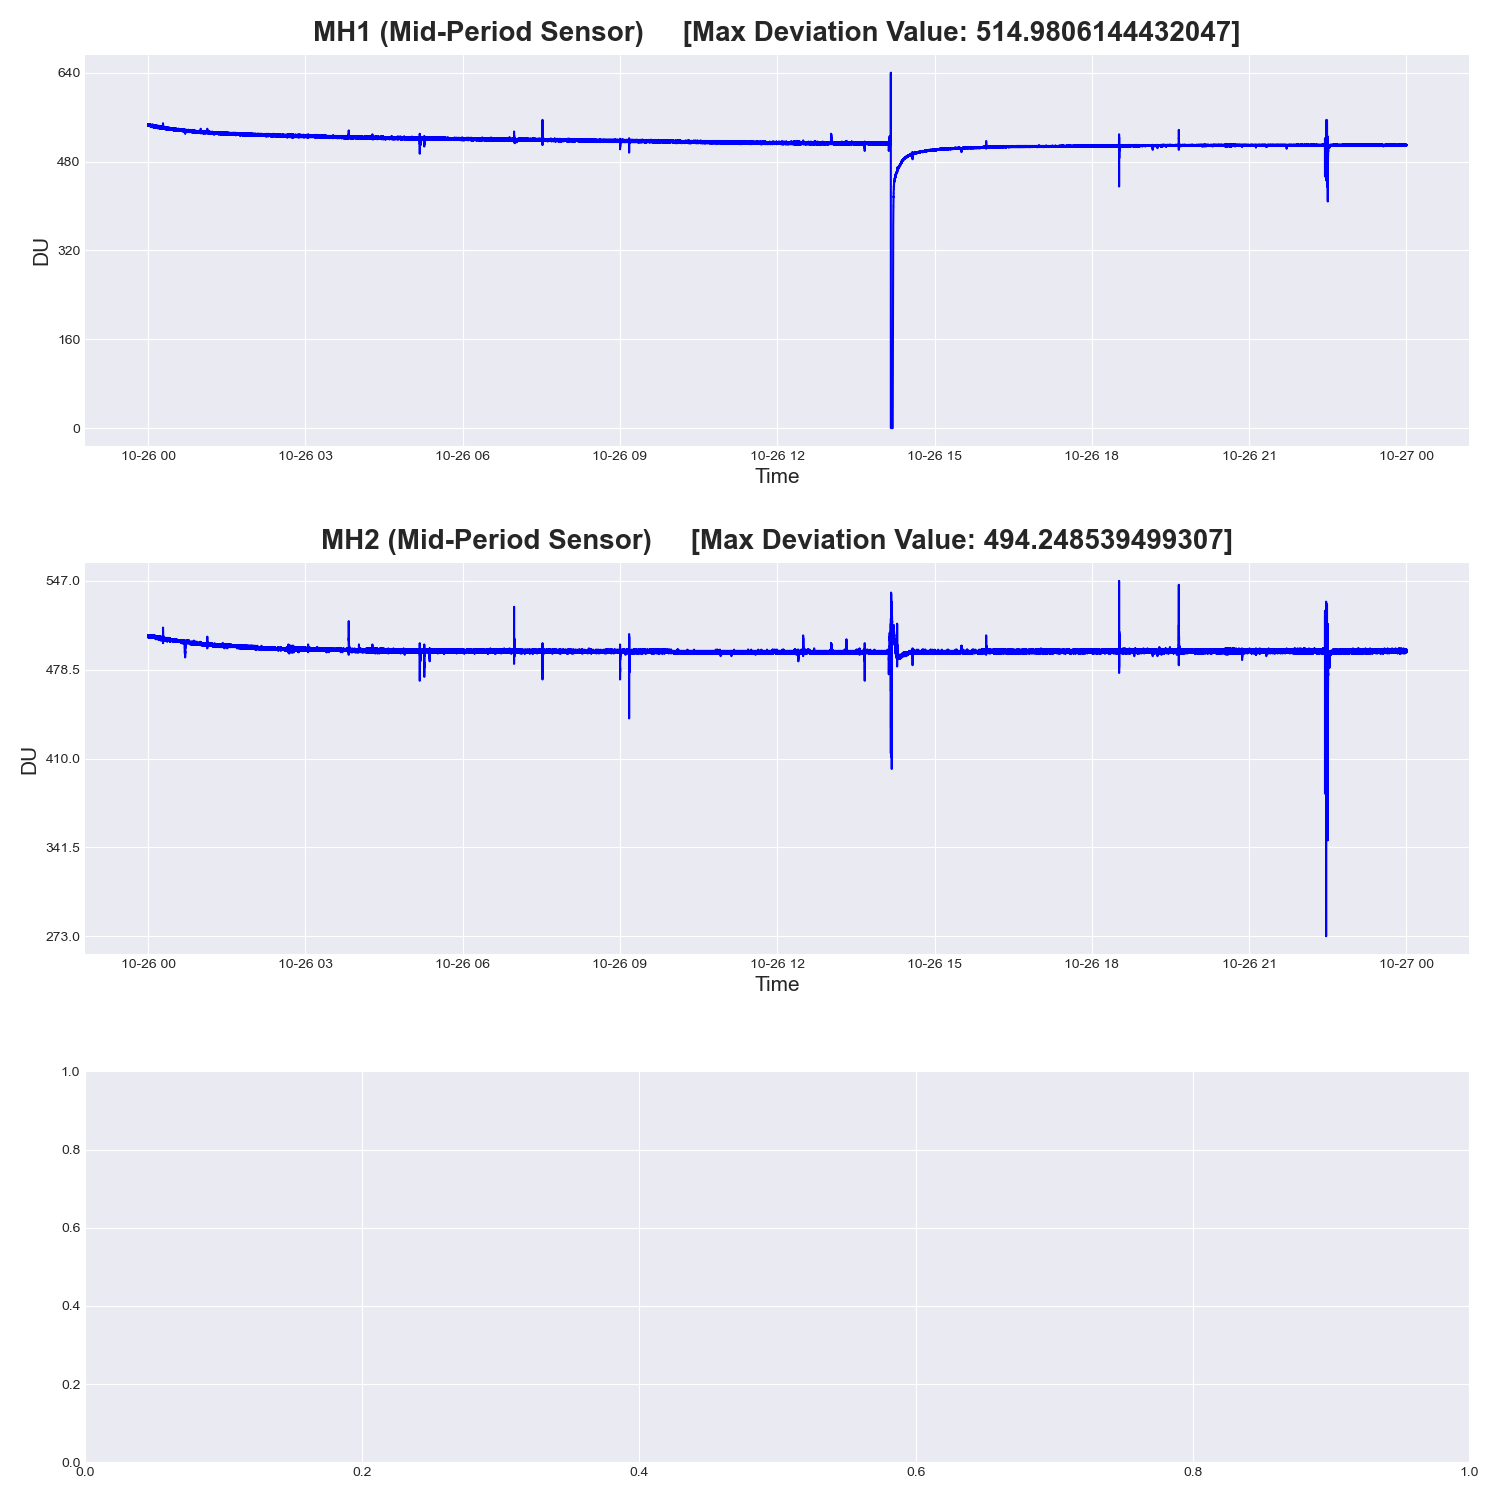 MH1 (Mid-Period Sensor) [Max Deviation Value: 514.9806144432047]
640
480
320
160
0
DU
10-26 00 10-26 03 10-26 06 10-26 09 10-26 12 10-26 15 10-26 18 10-26 21 10-27 00
Time
MH2 (Mid-Period Sensor) [Max Deviation Value: 494.248539499307]
547.0
478.5
410.0
341.5
273.0
DU
10-26 00 10-26 03 10-26 06 10-26 09 10-26 12 10-26 15 10-26 18 10-26 21 10-27 00
Time
1.0
0.8
0.6
0.4
0.2
0.0
0.0 0.2 0.4 0.6 0.8 1.0